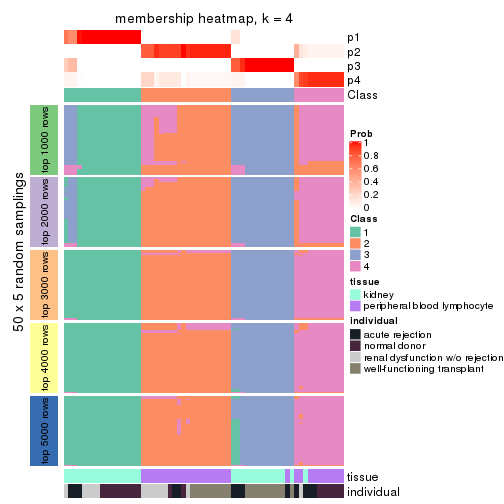 membership heatmap, k = 4
p1
p2
p3
p4
Class
50 x 5 random samplings
top 1000 rows
top 2000 rows
top 3000 rows
top 4000 rows
top 5000 rows
Prob
1
0.8
0.6
0.4
0.2
0
Class
1
2
3
4
tissue
kidney
peripheral blood lymphocyte
individual
acute rejection
normal donor
renal dysfunction w/o rejection
well-functioning transplant
tissue
individual